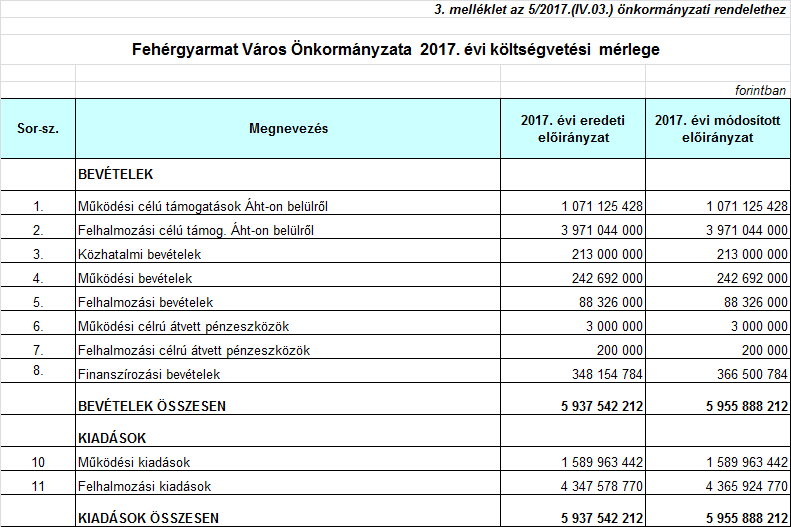 3. melléklet az 5/2017.(IV.03.) önkormányzati rendelethez
Fehérgyarmat Város Önkormányzata 2017. évi költségvetési mérlege
forintban
Sor-sz. Megnevezés 2017. évi eredeti előirányzat 2017. évi módosított előirányzat
BEVÉTELEK
1. Működési célú támogatások Áht-on belülről 1 071 125 428 1 071 125 428
2. Felhalmozási célú támog. Áht-on belülről 3 971 044 000 3 971 044 000
3. Közhatalmi bevételek 213 000 000 213 000 000
4. Működési bevételek 242 692 000 242 692 000
5. Felhalmozási bevételek 88 326 000 88 326 000
6. Működési célrú átvett pénzeszközök 3 000 000 3 000 000
7. Felhalmozási célrú átvett pénzeszközök 200 000 200 000
8. Finanszírozási bevételek 348 154 784 366 500 784
BEVÉTELEK ÖSSZESEN 5 937 542 212 5 955 888 212
KIADÁSOK
10 Működési kiadások 1 589 963 442 1 589 963 442
11 Felhalmozási kiadások 4 347 578 770 4 365 924 770
KIADÁSOK ÖSSZESEN 5 937 542 212 5 955 888 212